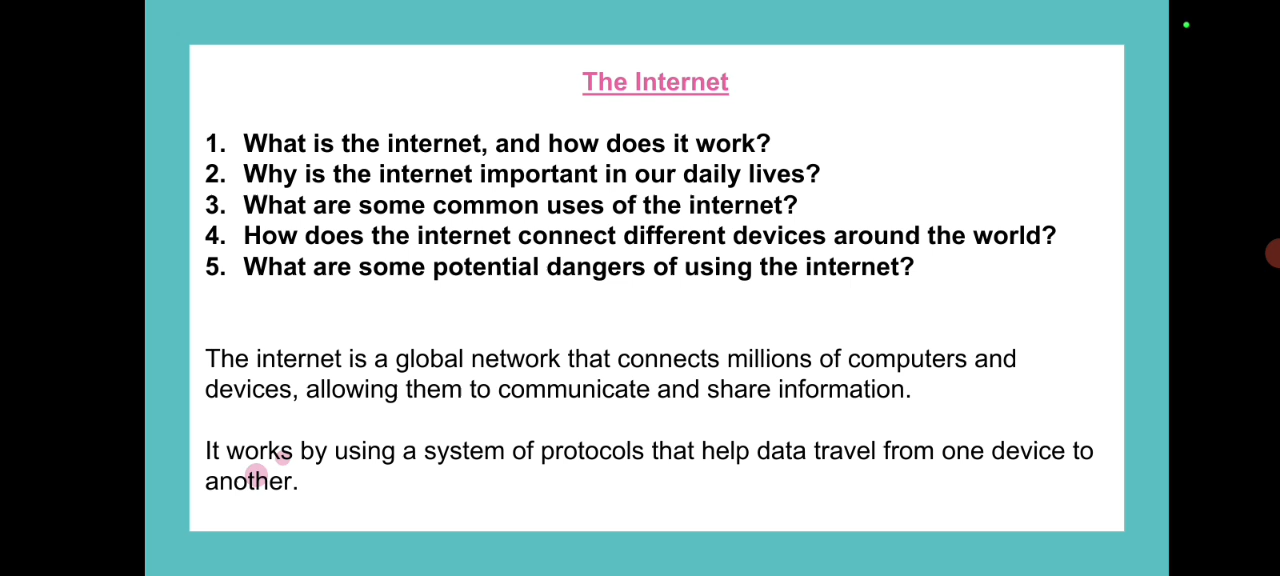 The Internet
1. What is the internet, and how does it work?
2. Why is the internet important in our daily lives?
3. What are some common uses of the internet?
4. How does the internet connect different devices around the world?
5. What are some potential dangers of using the internet?
The internet is a global network that connects millions of computers and
devices, allowing them to communicate and share information.
It works by using a system of protocols that help data travel from one device to
another.